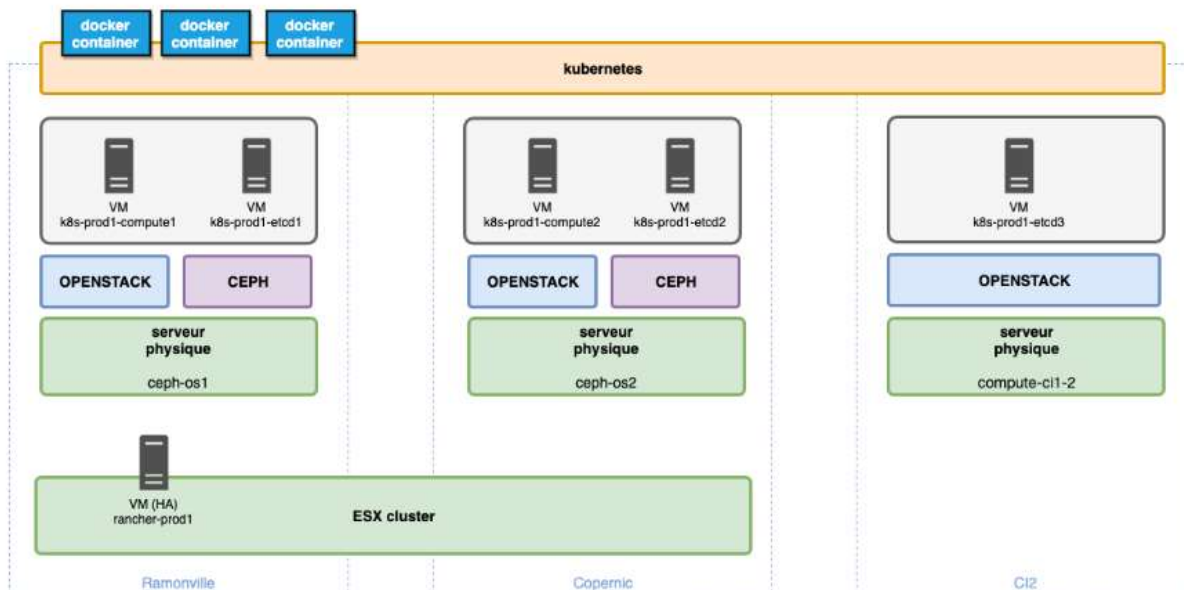 docker
container
docker
container
docker
container
kubernetes
VM
k8s-prod1-compute1
VM
k8s-prod1-etcd1
VM
k8s-prod1-compute2
VM
k8s-prod1-etcd2
VM
k8s-prod1-etcd3
OPENSTACK
CEPH
OPENSTACK
CEPH
OPENSTACK
serveur
physique
ceph-os1
serveur
physique
ceph-os2
serveur
physique
compute-ci1-2
VM (HA)
rancher-prod1
ESX cluster
Ramonville
Copernic
CI2